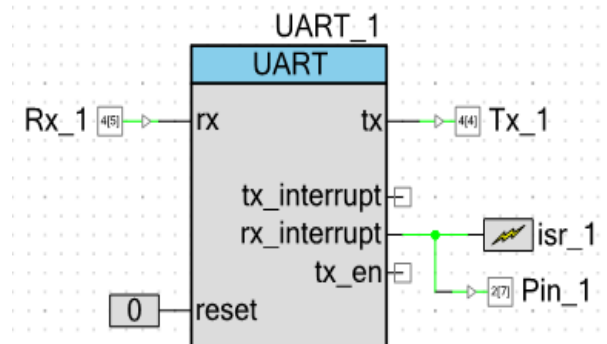 UART_1
UART
Rx_1 4[5] rx tx 4[4] Tx_1
tx_interrupt
rx_interrupt isr_1
tx_en 2[7] Pin_1
0 reset